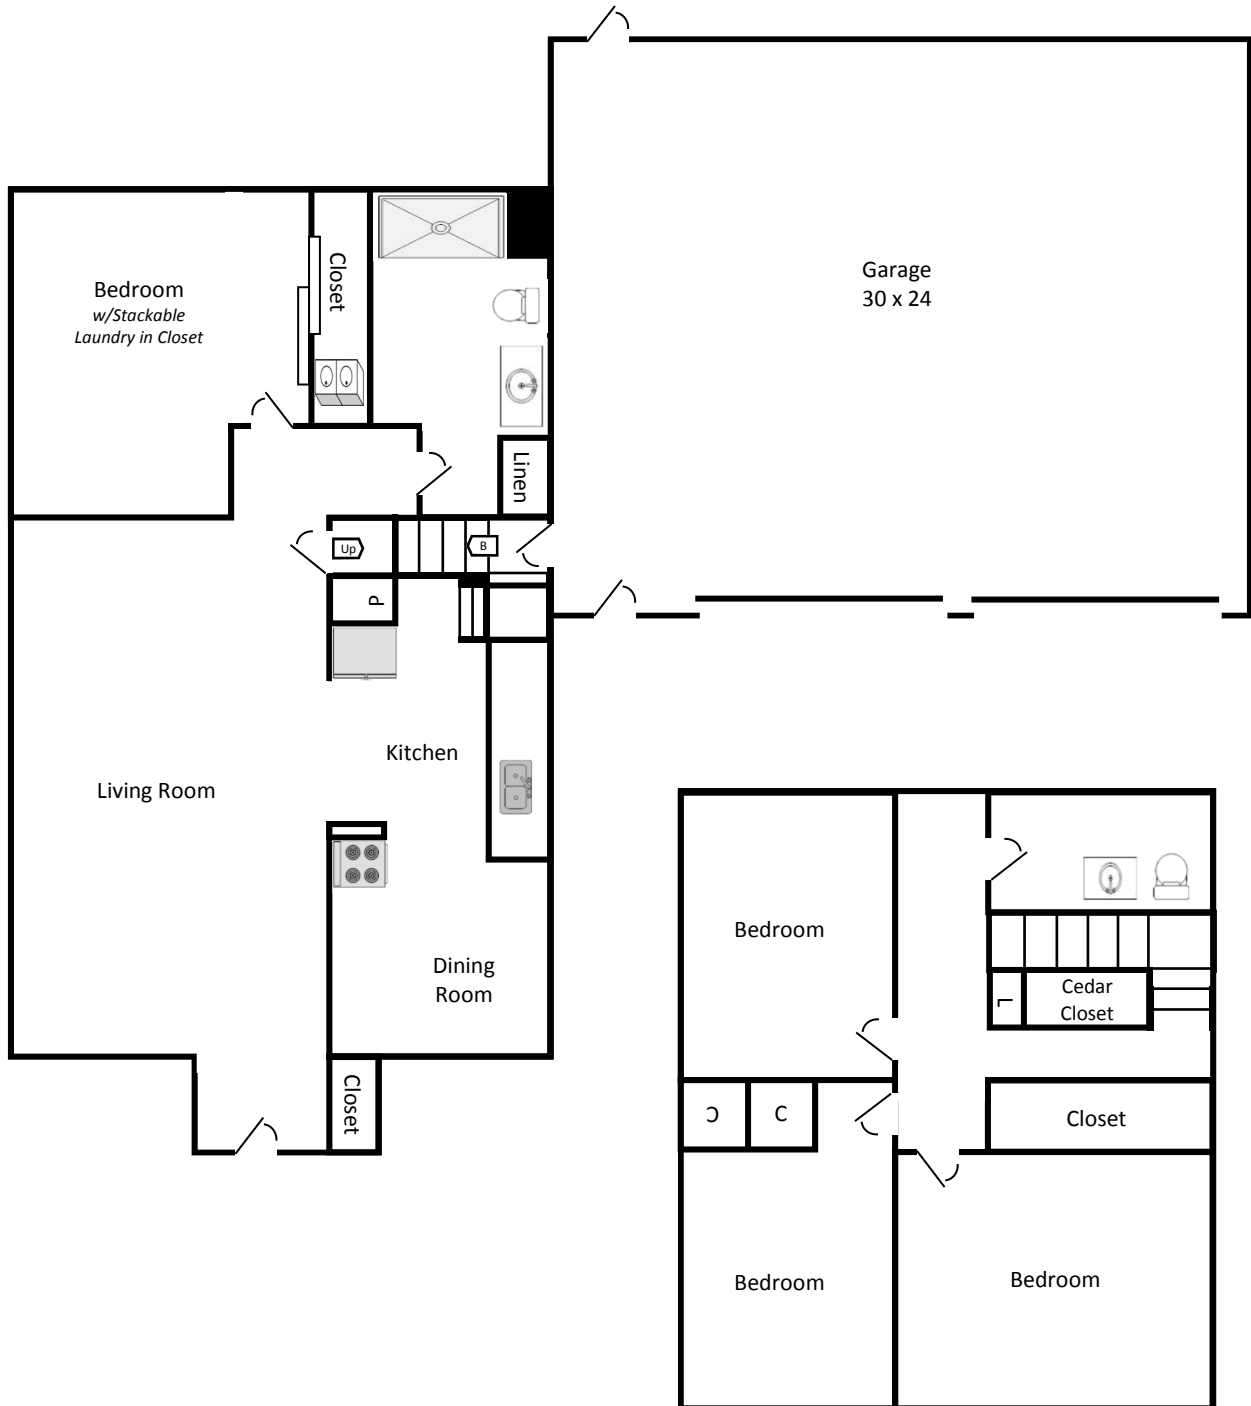 Garage
30 x 24
Bedroom
w/Stackable
Laundry in Closet
Closet
Linen
Up
B
P
Kitchen
Living Room
Dining
Room
Closet
Bedroom
Cedar
Closet
L
C
C
Closet
Bedroom
Bedroom